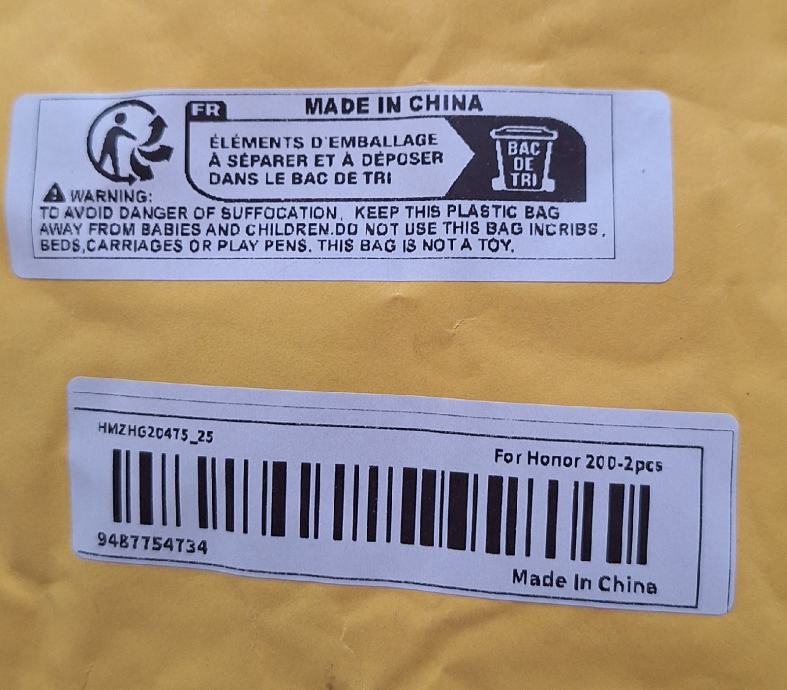 FR
MADE IN CHINA
ÉLÉMENTS D'EMBALLAGE
À SÉPARER ET À DÉPOSER
DANS LE BAC DE TRI
BAC
DE
TRI
WARNING:
TO AVOID DANGER OF SUFFOCATION, KEEP THIS PLASTIC BAG
AWAY FROM BABIES AND CHILDREN.DO NOT USE THIS BAG INCRIBS,
BEDS,CARRIAGES OR PLAY PENS. THIS BAG IS NOT A TOY.
HMZHG20475_25
For Honor 200-2pcs
9487754734
Made In China